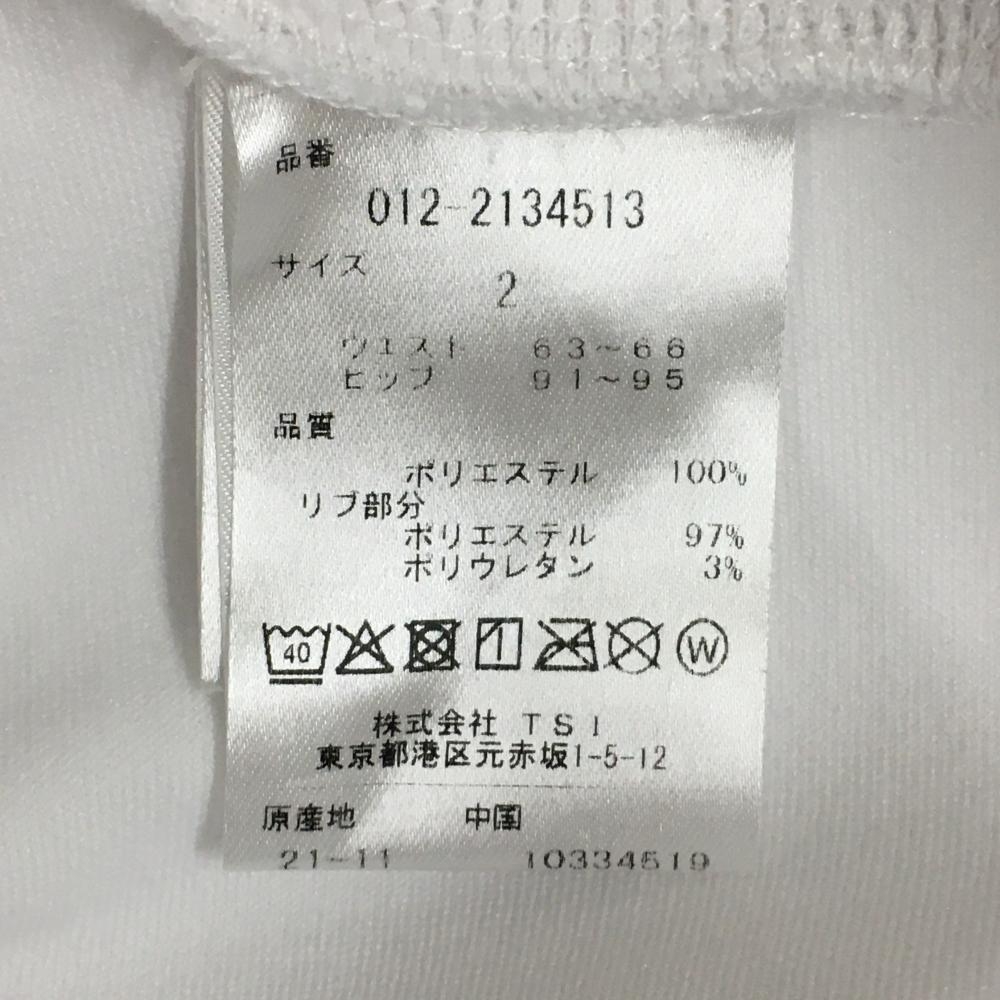 品番
012-2134513
サイズ
2
ウエスト 63~66
ヒップ 91~95
品質
ポリエステル 100%
リブ部分
ポリエステル 97%
ポリウレタン 3%
40 W
株式会社 TSI
東京都港区元赤坂1-5-12
原産地 中国
21-11 10334519